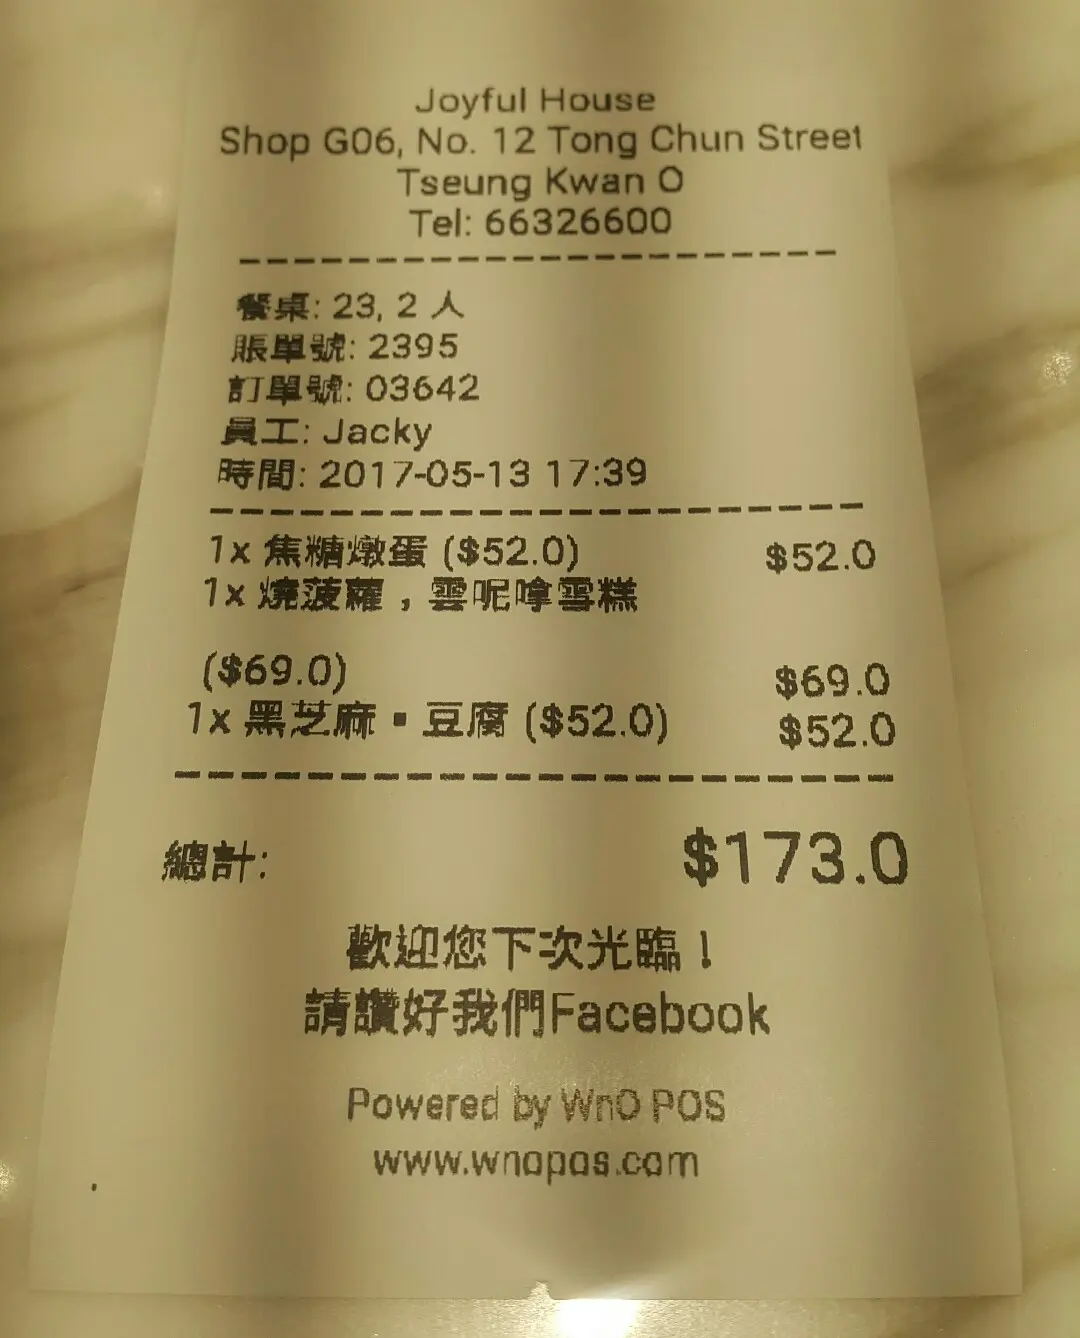 Joyful House
Shop G06, No. 12 Tong Chun Street
Tseung Kwan O
Tel: 66326600
餐桌: 23, 2 人
賬單號: 2395
訂單號: 03642
員工: Jacky
時間: 2017-05-13 17:39
1x 焦糖燉蛋 ($52.0) $52.0
1x 燒菠蘿，雲呢嗱雪糕
($69.0) $69.0
1x 黑芝麻▪豆腐 ($52.0) $52.0
總計: $173.0
歡迎您下次光臨！
請讚好我們Facebook
Powered by WnO POS
www.wnopos.com